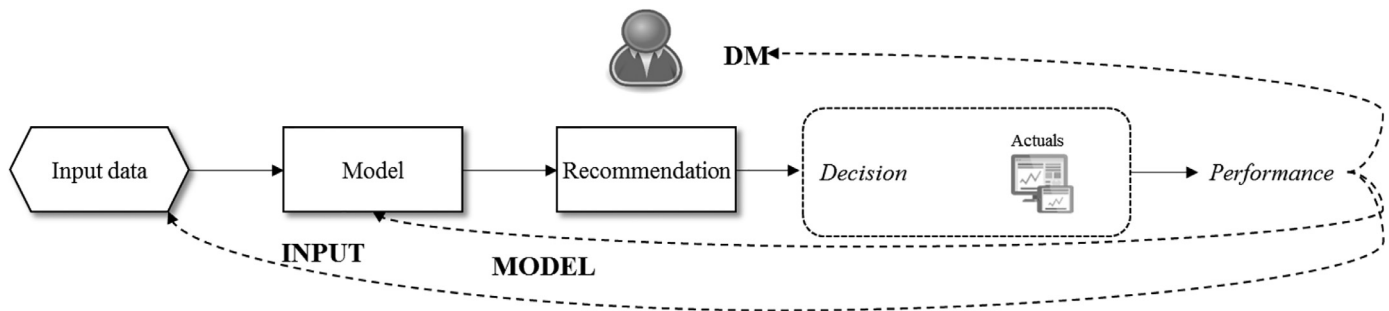 DM
Actuals
Input data
Model
Recommendation
Decision
Performance
INPUT
MODEL